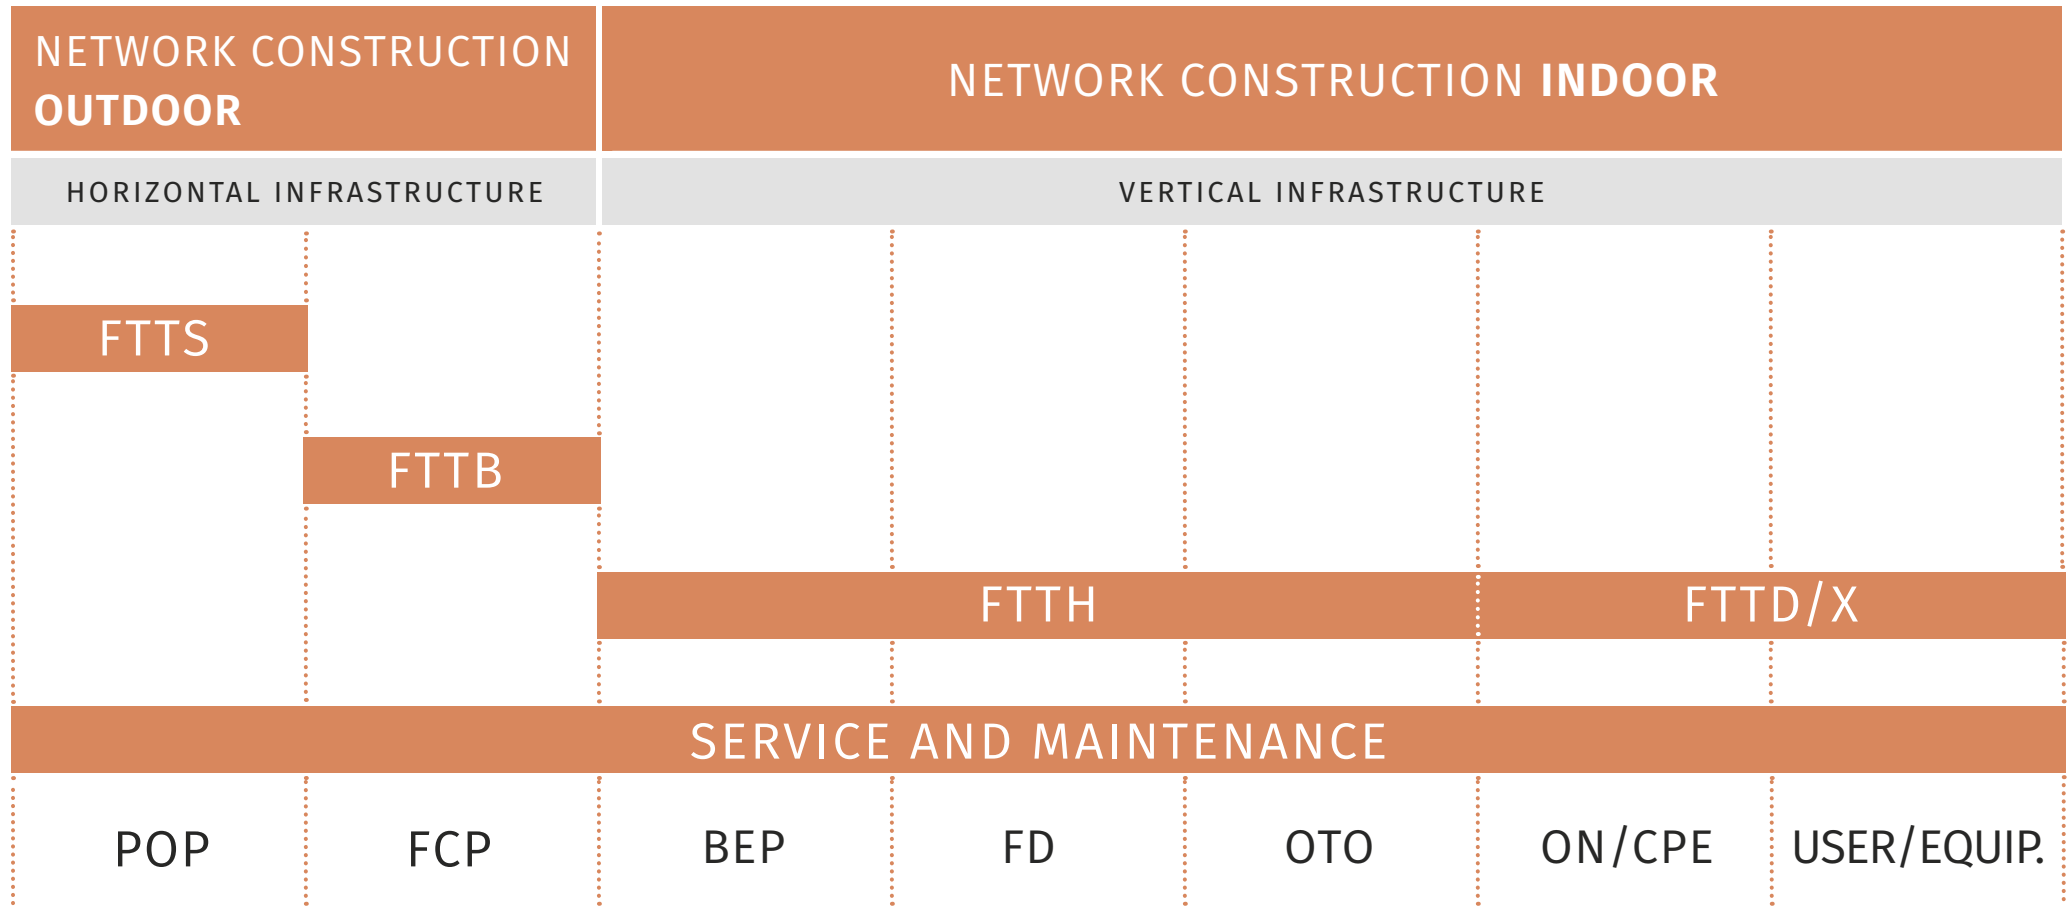 NETWORK CONSTRUCTION
OUTDOOR
NETWORK CONSTRUCTION INDOOR
HORIZONTAL INFRASTRUCTURE
VERTICAL INFRASTRUCTURE
FTTS
FTTB
FTTH
FTTD/X
SERVICE AND MAINTENANCE
POP
FCP
BEP
FD
OTO
ON/CPE
USER/EQUIP.